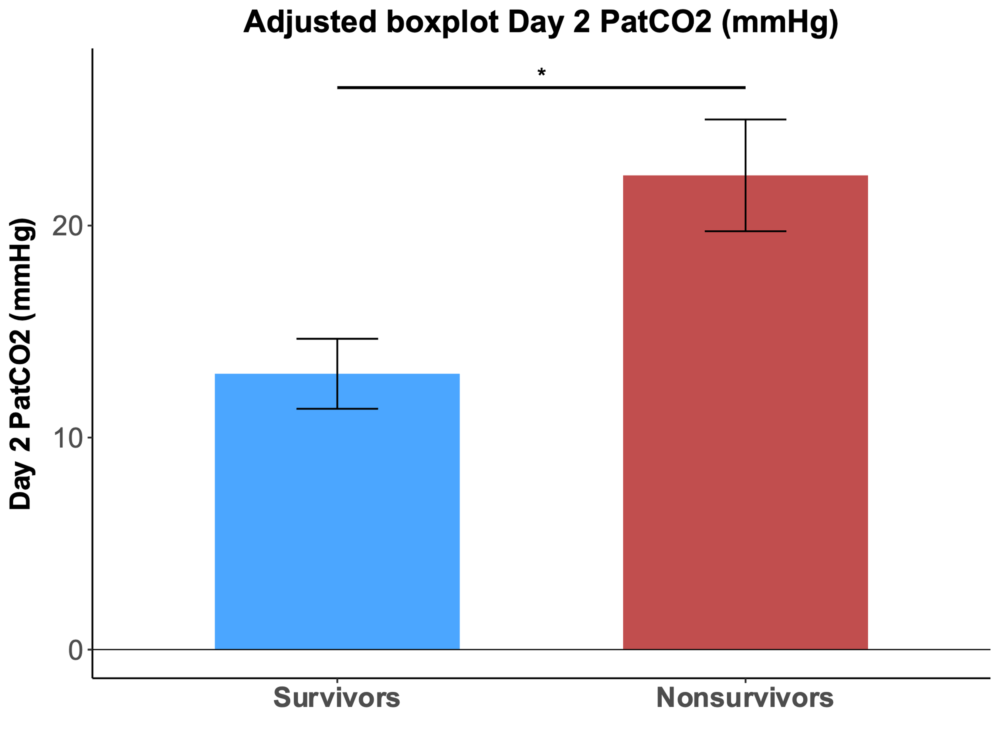 Adjusted boxplot Day 2 PatCO2 (mmHg)
*
Day 2 PatCO2 (mmHg)
20
10
0
Survivors
Nonsurvivors